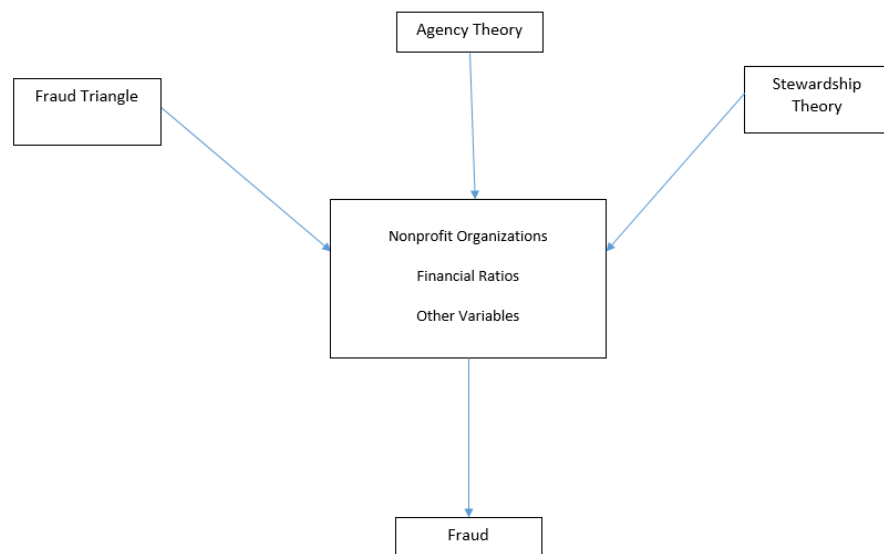 Agency Theory
Fraud Triangle
Stewardship
Theory
Nonprofit Organizations
Financial Ratios
Other Variables
Fraud